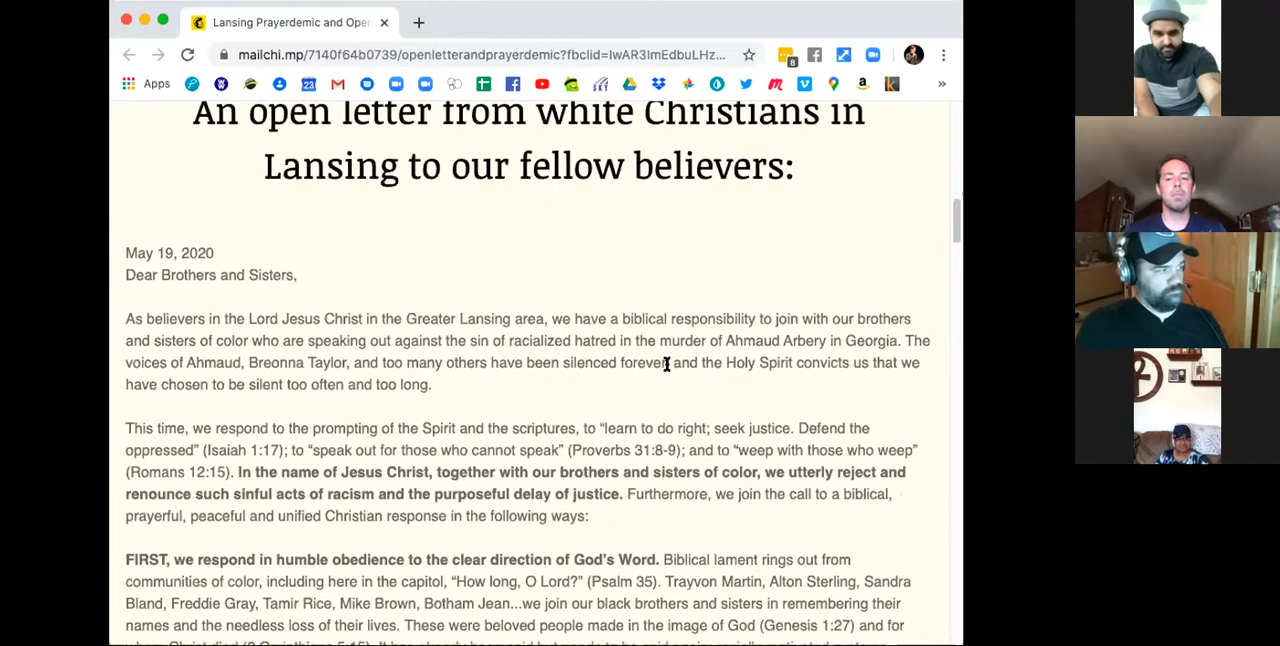 Lansing Prayerdemic and Oper
mailchi.mp/7140f64b0739/openletterandprayerdemic?fbclid=IwAR3ImEdbuLHz...
8
Apps
23
An open letter from white Christians in
Lansing to our fellow believers:
May 19, 2020
Dear Brothers and Sisters,
As believers in the Lord Jesus Christ in the Greater Lansing area, we have a biblical responsibility to join with our brothers
and sisters of color who are speaking out against the sin of racialized hatred in the murder of Ahmaud Arbery in Georgia. The
voices of Ahmaud, Breonna Taylor, and too many others have been silenced forever, and the Holy Spirit convicts us that we
have chosen to be silent too often and too long.
This time, we respond to the prompting of the Spirit and the scriptures, to “learn to do right; seek justice. Defend the
oppressed” (Isaiah 1:17); to “speak out for those who cannot speak” (Proverbs 31:8-9); and to “weep with those who weep”
(Romans 12:15). In the name of Jesus Christ, together with our brothers and sisters of color, we utterly reject and
renounce such sinful acts of racism and the purposeful delay of justice. Furthermore, we join the call to a biblical,
prayerful, peaceful and unified Christian response in the following ways:
FIRST, we respond in humble obedience to the clear direction of God’s Word. Biblical lament rings out from
communities of color, including here in the capitol, “How long, O Lord?” (Psalm 35). Trayvon Martin, Alton Sterling, Sandra
Bland, Freddie Gray, Tamir Rice, Mike Brown, Botham Jean...we join our black brothers and sisters in remembering their
names and the needless loss of their lives. These were beloved people made in the image of God (Genesis 1:27) and for